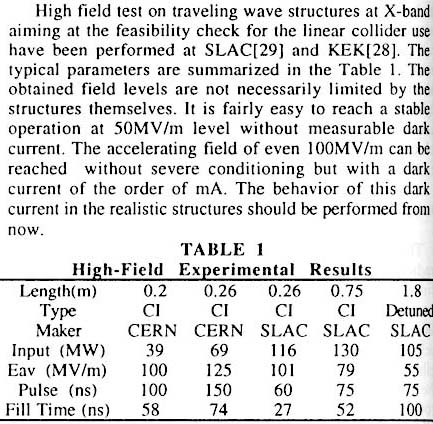 High field test on traveling wave structures at X-band
aiming at the feasibility check for the linear collider use
have been performed at SLAC[29] and KEK[28]. The
typical parameters are summarized in the Table 1. The
obtained field levels are not necessarily limited by the
structures themselves. It is fairly easy to reach a stable
operation at 50MV/m level without measurable dark
current. The accelerating field of even 100MV/m can be
reached without severe conditioning but with a dark
current of the order of mA. The behavior of this dark
current in the realistic structures should be performed from
now.
TABLE 1
High-Field Experimental Results
Length(m) 0.2 0.26 0.26 0.75 1.8
Type CI CI CI CI Detuned
Maker CERN CERN SLAC SLAC SLAC
Input (MW) 39 69 116 130 105
Eav (MV/m) 100 125 101 79 55
Pulse (ns) 100 150 60 75 75
Fill Time (ns) 58 74 27 52 100